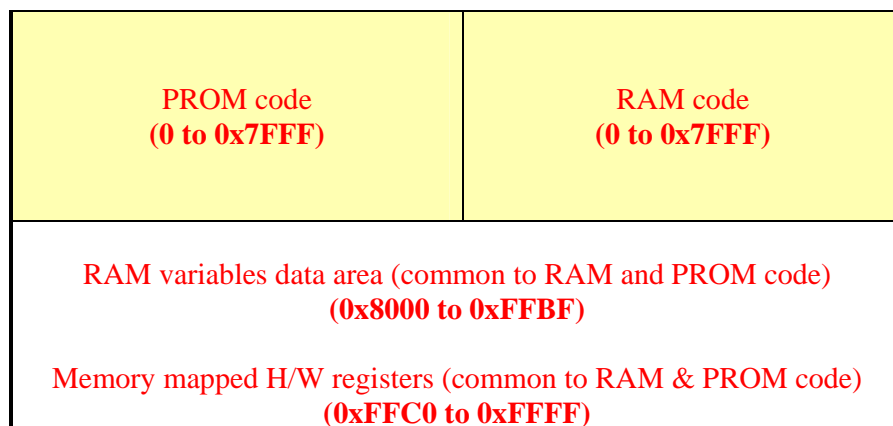 PROM code
(0 to 0x7FFF)
RAM code
(0 to 0x7FFF)
RAM variables data area (common to RAM and PROM code)
(0x8000 to 0xFFBF)
Memory mapped H/W registers (common to RAM & PROM code)
(0xFFC0 to 0xFFFF)